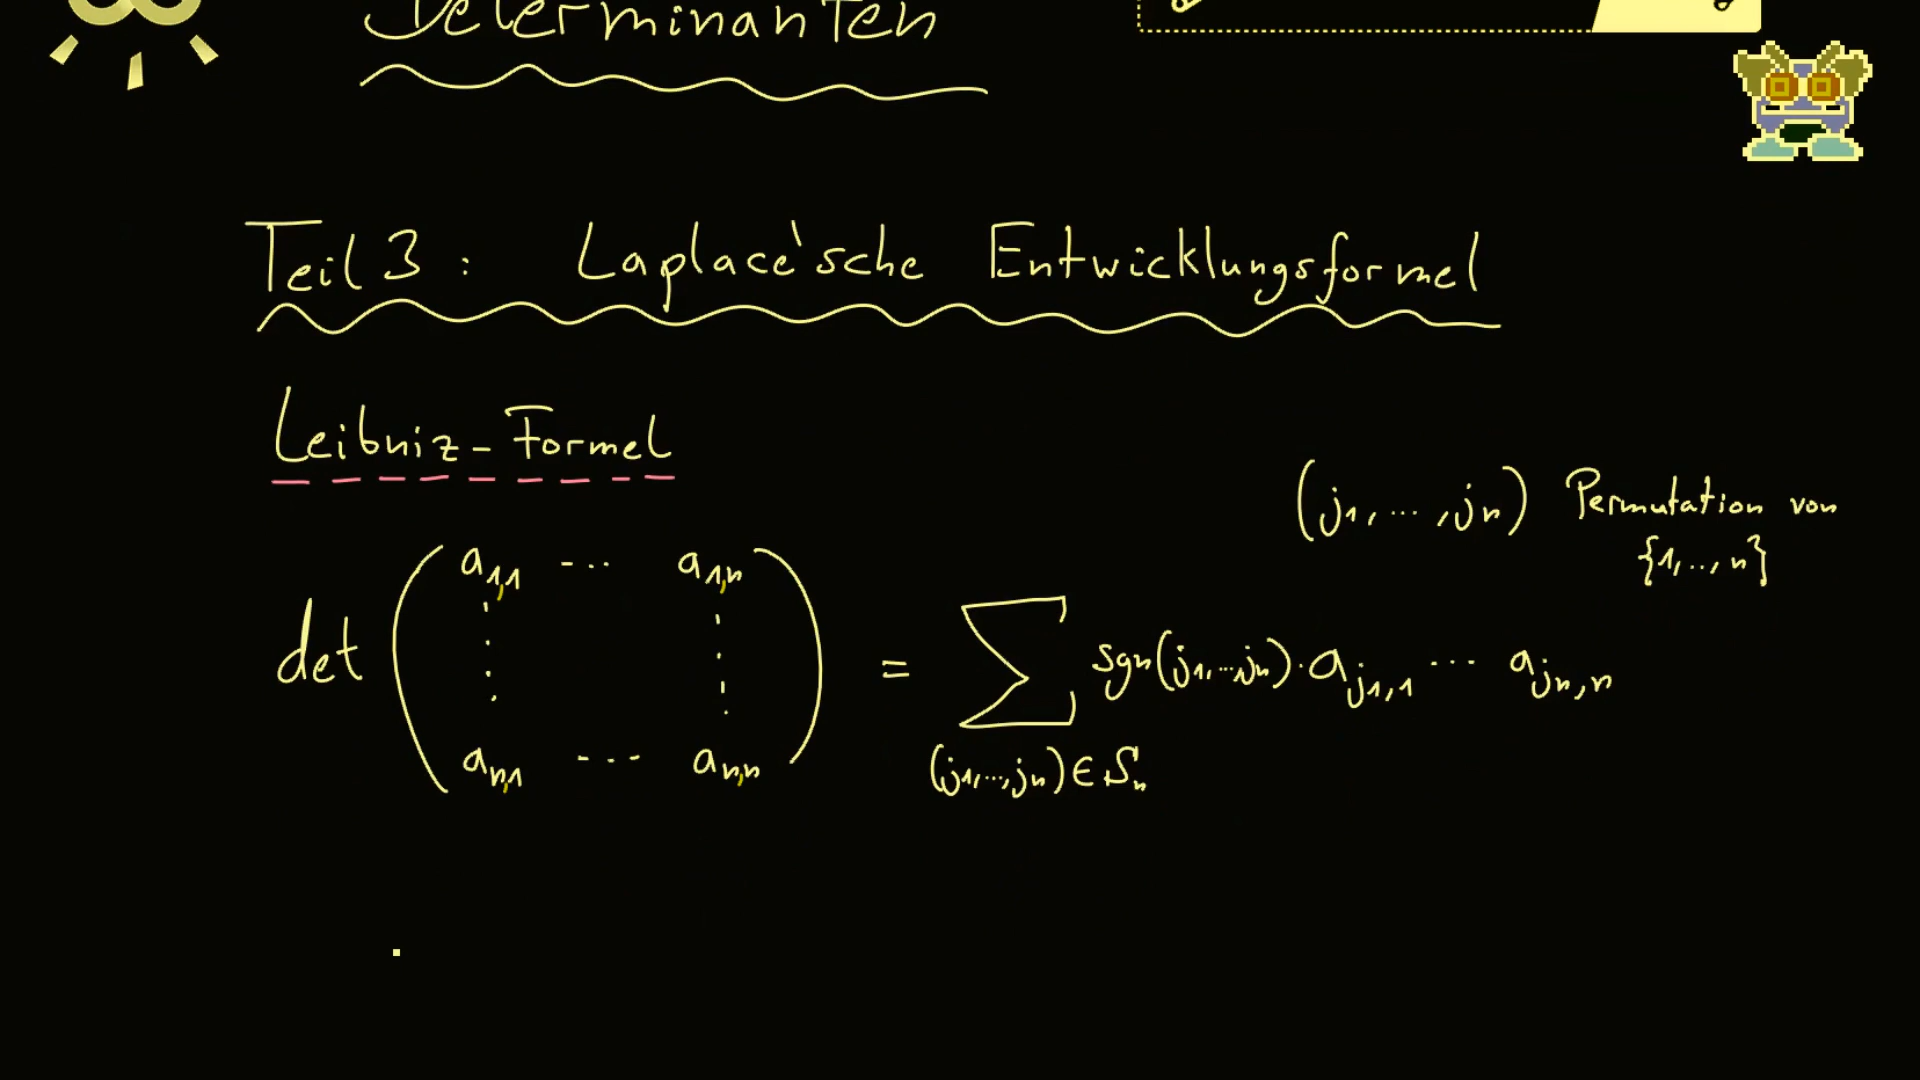 Determinanten
Teil 3 : Laplace'sche Entwicklungsformel
Leibniz-Formel
(j1, ... , jn) Permutation von
{1, .., n}
a1,1 ... a1,n
det ( ) = ∑ sgn(j1, ..., jn) · aj1,1 ... ajn,n
an,1 ... an,n
(j1, ..., jn) ∈ Sn